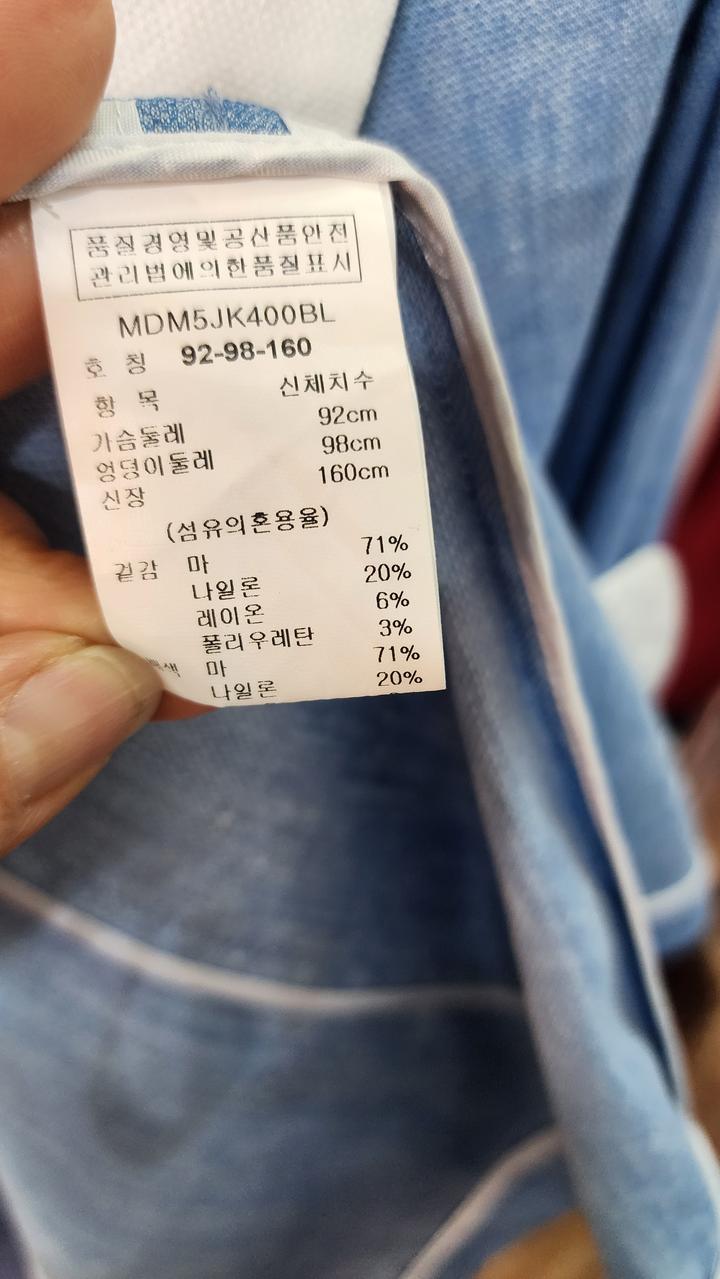 품질경영및공산품안전
관리법에의한품질표시
MDM5JK400BL
호 칭 92-98-160
항 목 신체치수
가슴둘레 92cm
엉덩이둘레 98cm
신장 160cm
(섬유의혼용율)
겉감 마 71%
나일론 20%
레이온 6%
폴리우레탄 3%
마 71%
나일론 20%